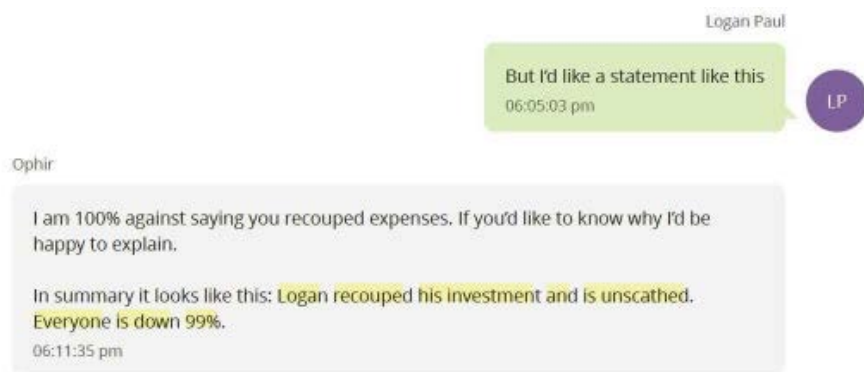 Logan Paul
But I'd like a statement like this
06:05:03 pm
LP
Ophir
I am 100% against saying you recouped expenses. If you'd like to know why I'd be
happy to explain.
In summary it looks like this: Logan recouped his investment and is unscathed.
Everyone is down 99%.
06:11:35 pm